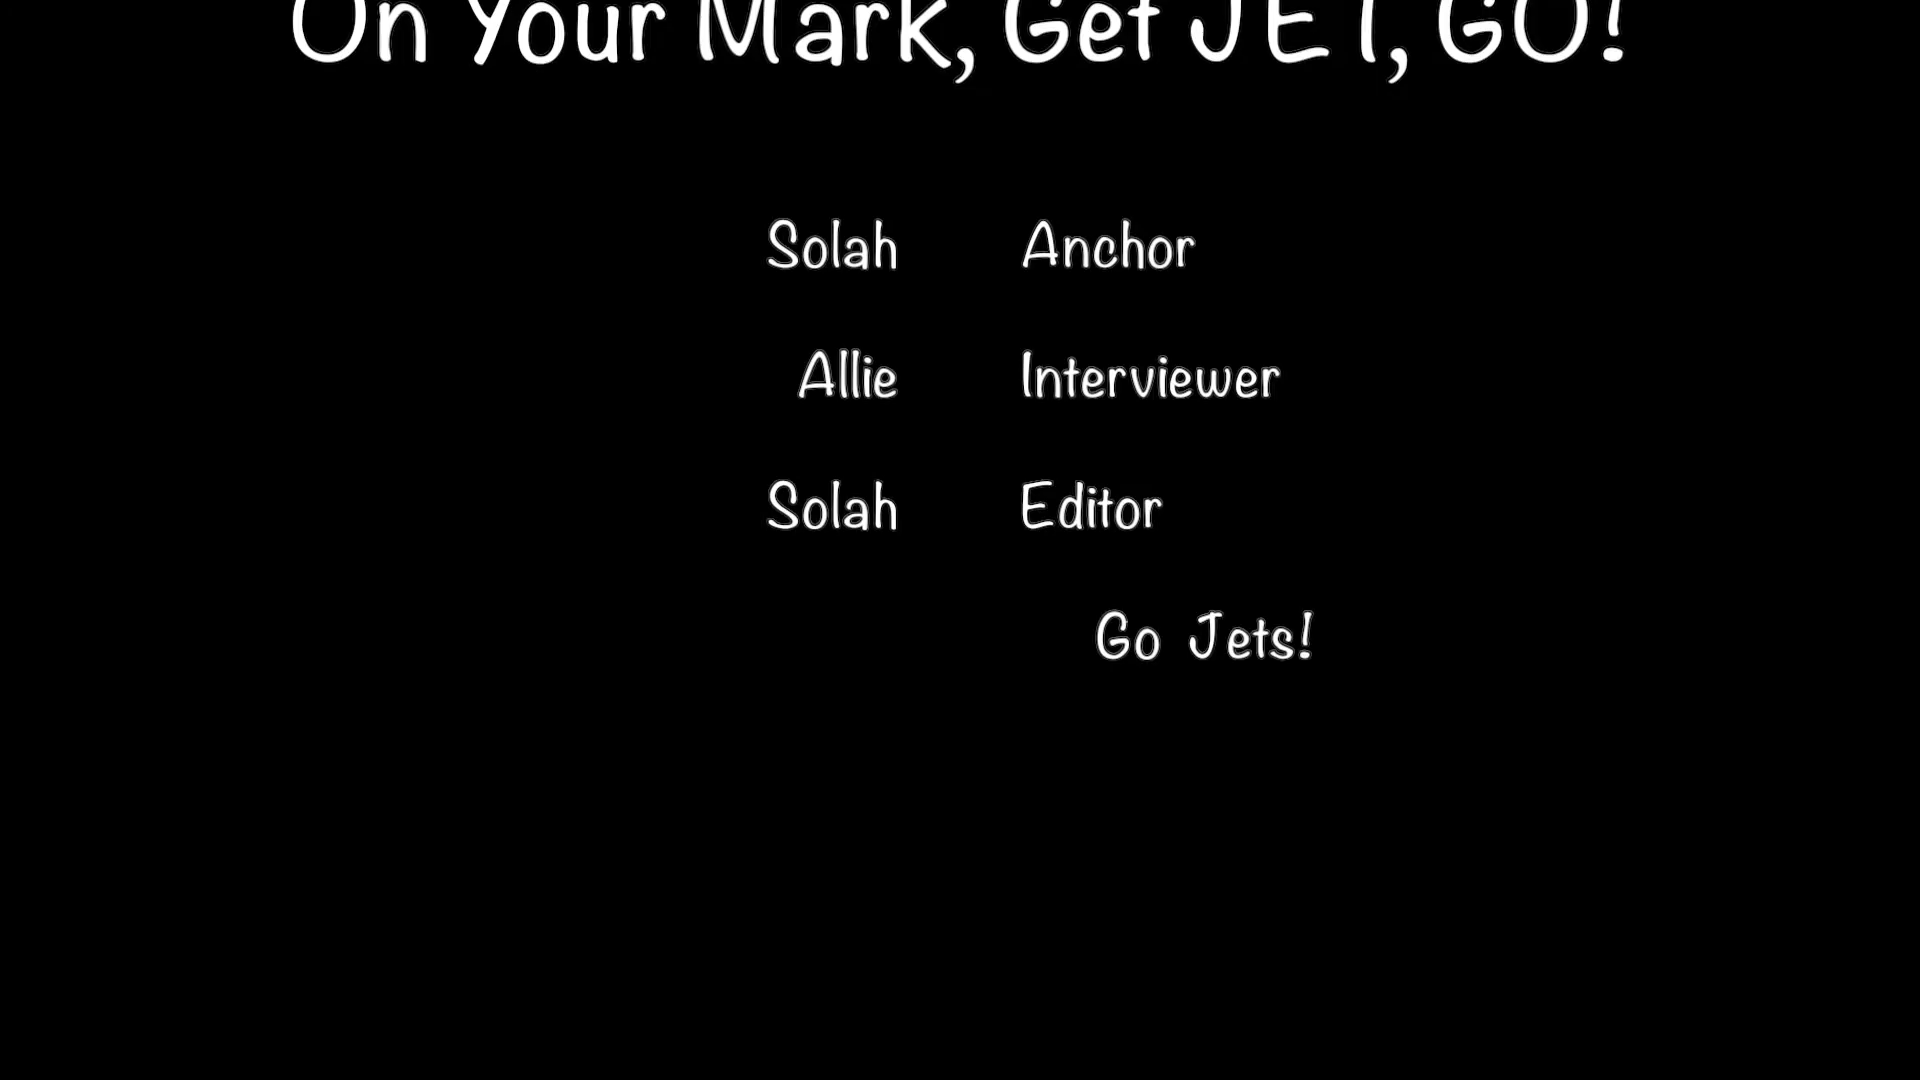 On Your Mark, Get JET, GO!
Solah Anchor
Allie Interviewer
Solah Editor
Go Jets!